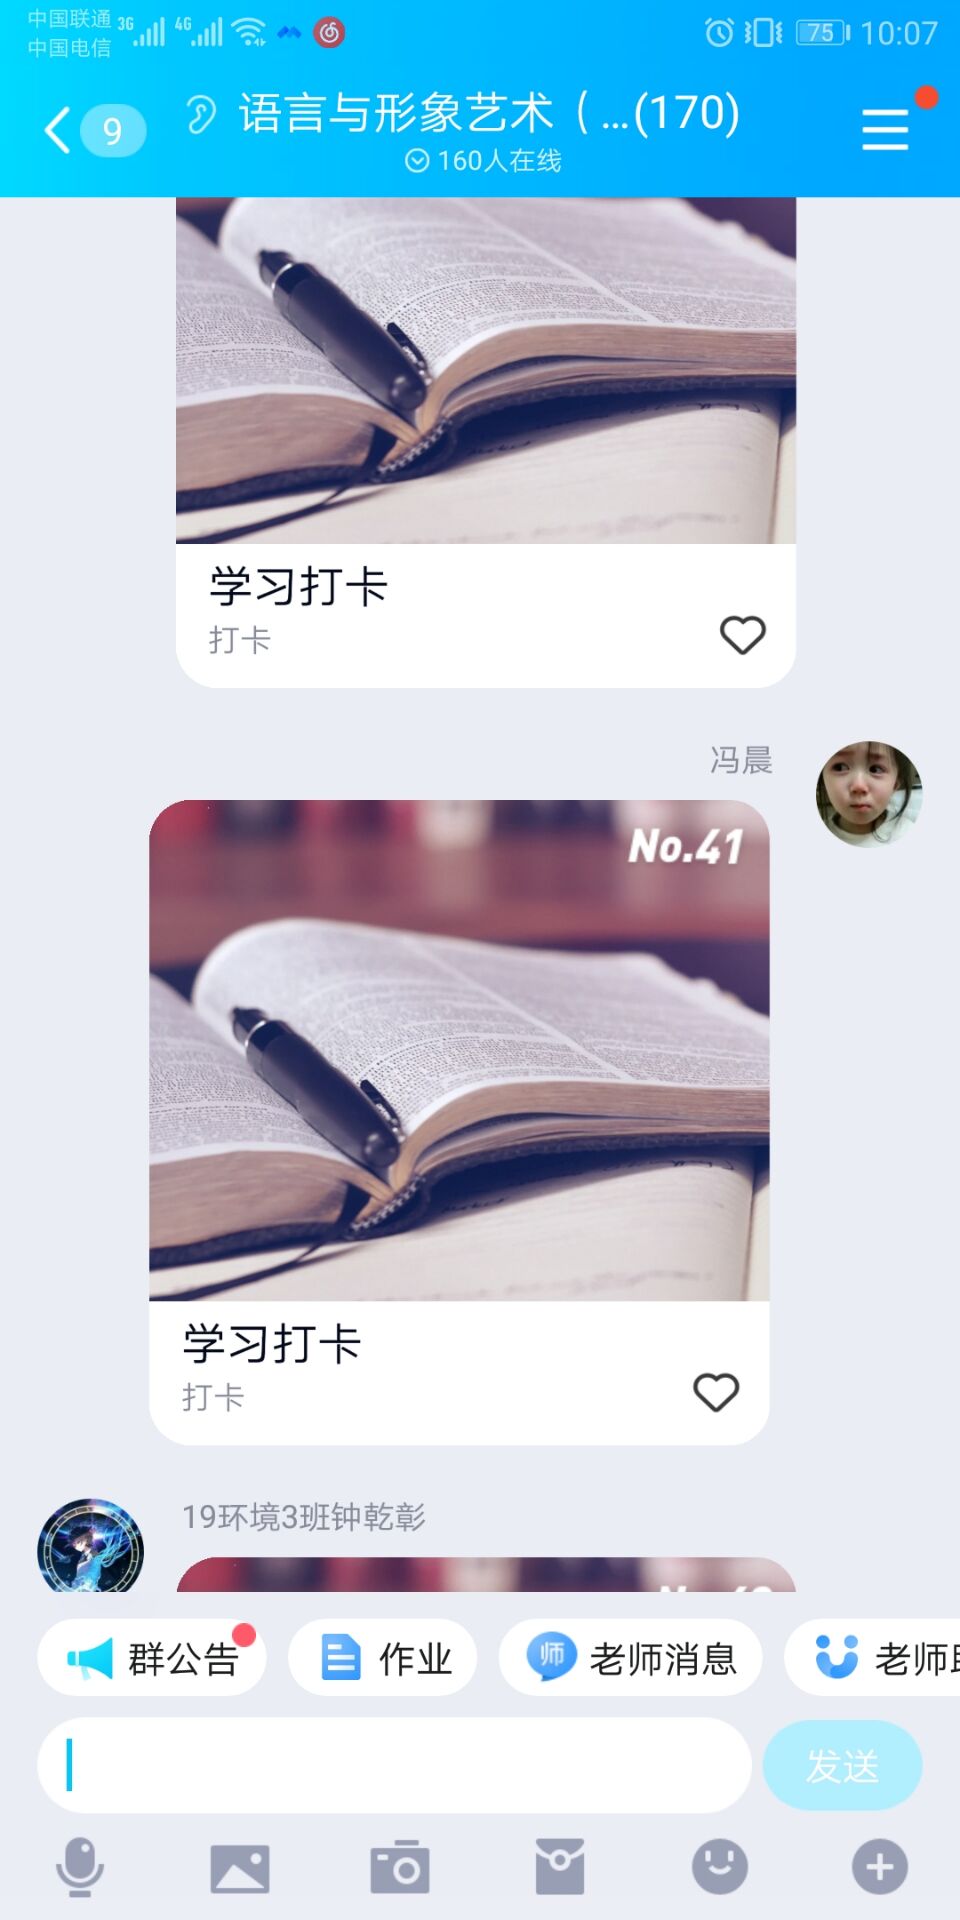 中国联通 3G 4G
中国电信
75 10:07
9
语言与形象艺术（ ...(170)
160人在线
学习打卡
打卡
冯晨
No.41
学习打卡
打卡
19环境3班钟乾彰
群公告
作业
师 老师消息
老师
发送